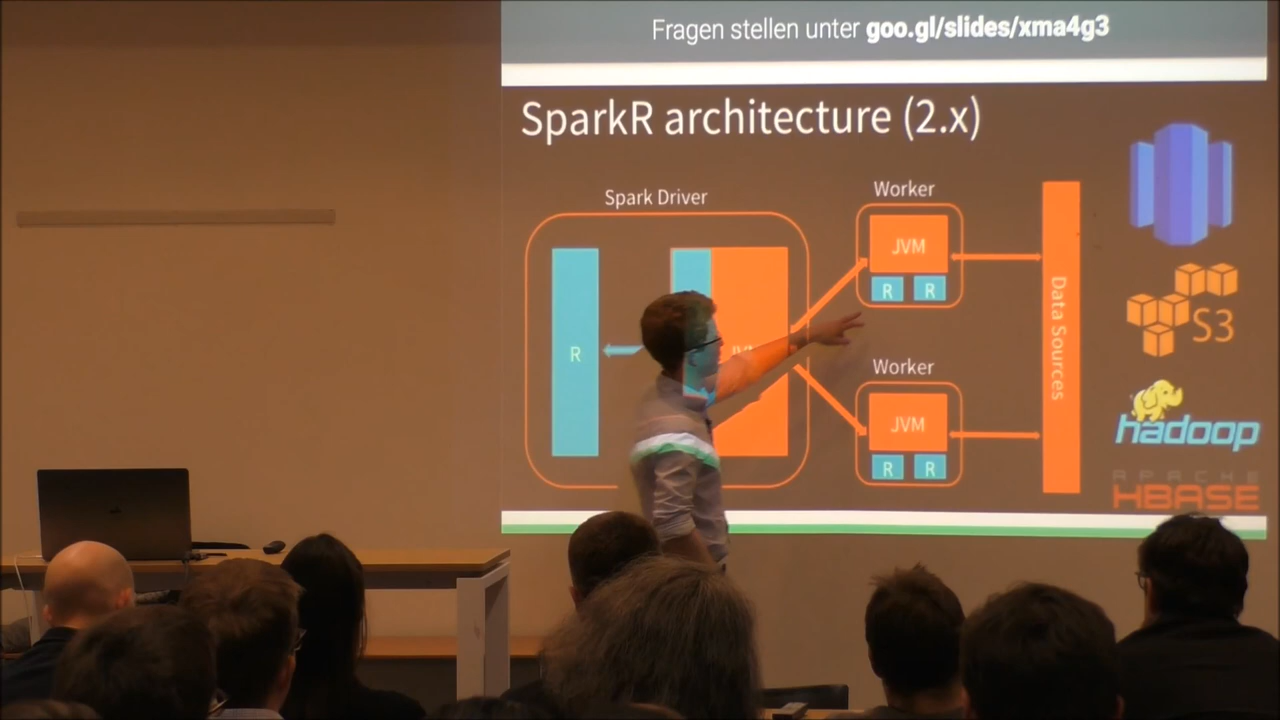 Fragen stellen unter goo.gl/slides/xma4g3
SparkR architecture (2.x)
Spark Driver
R
Worker
JVM
R R
Worker
JVM
R R
Data Sources
S3
hadoop
APACHE
HBASE